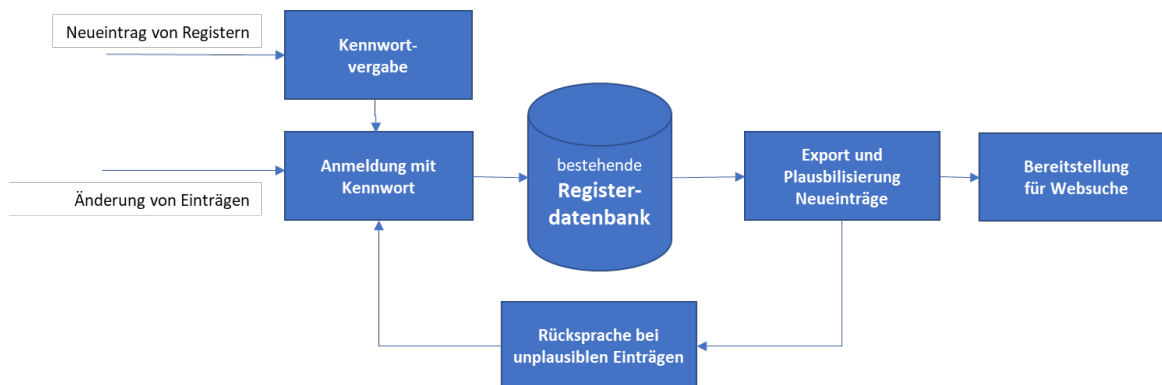 Neueintrag von Registern
Kennwort-
vergabe
Anmeldung mit
Kennwort
Änderung von Einträgen
bestehende
Register-
datenbank
Export und
Plausibilisierung
Neueinträge
Bereitstellung
für Websuche
Rücksprache bei
unplausiblen Einträgen